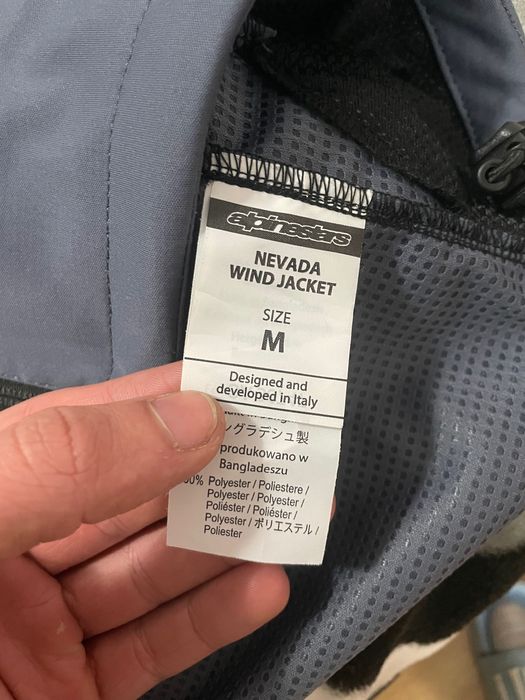 alpinestars
NEVADA
WIND JACKET
SIZE
M
Designed and
developed in Italy
ングラデシュ製
produkowano w
Bangladeszu
00% Polyester / Poliestere /
Polyester / Polyester /
Poliéster / Poliéster /
Polyester / ポリエステル /
Poliester